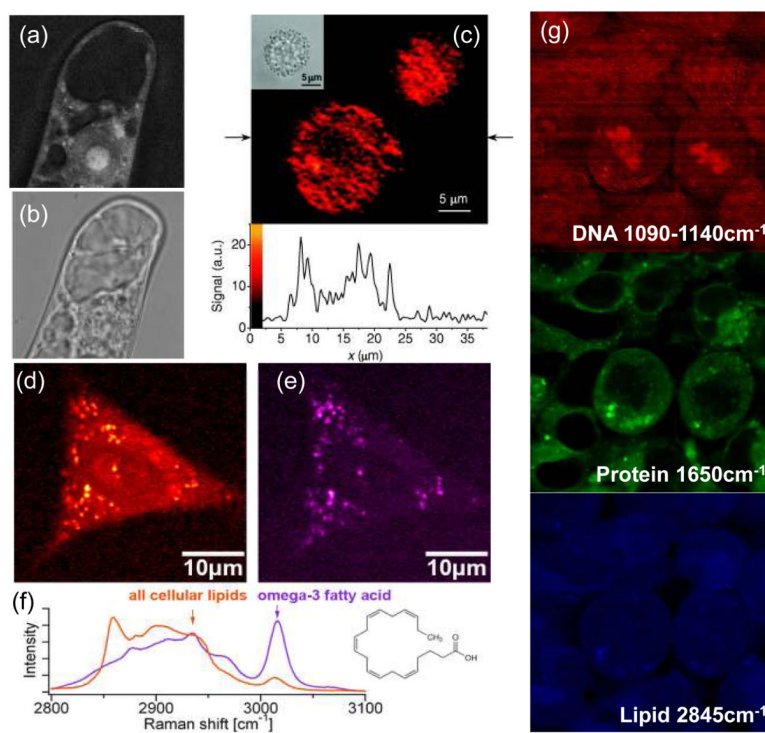 (a)
(b)
(c)
5μm
5 μm
Signal (a.u.)
20
10
0
0 5 10 15 20 25 30 35
x (μm)
(d)
10μm
(e)
10μm
(f)
all cellular lipids
omega-3 fatty acid
Intensity
CH₃
O
OH
2800 2900 3000 3100
Raman shift [cm⁻¹]
(g)
DNA 1090-1140cm⁻¹
Protein 1650cm⁻¹
Lipid 2845cm⁻¹